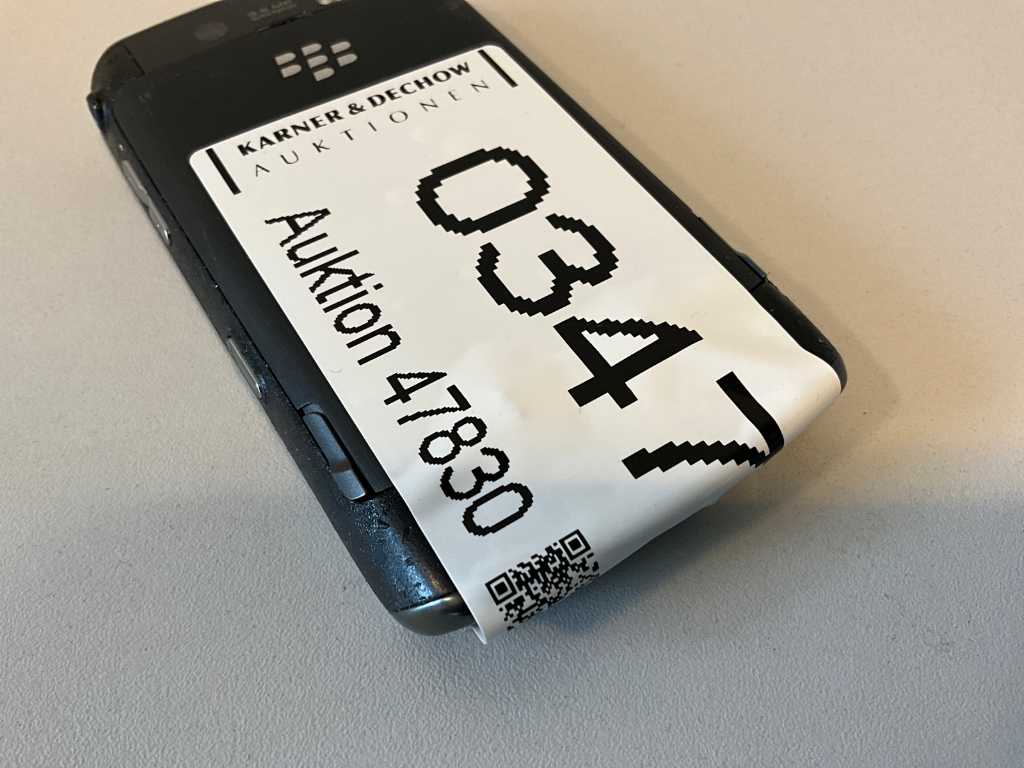 KARNER & DECHOW
AUKTIONEN
0347
Auktion 47830